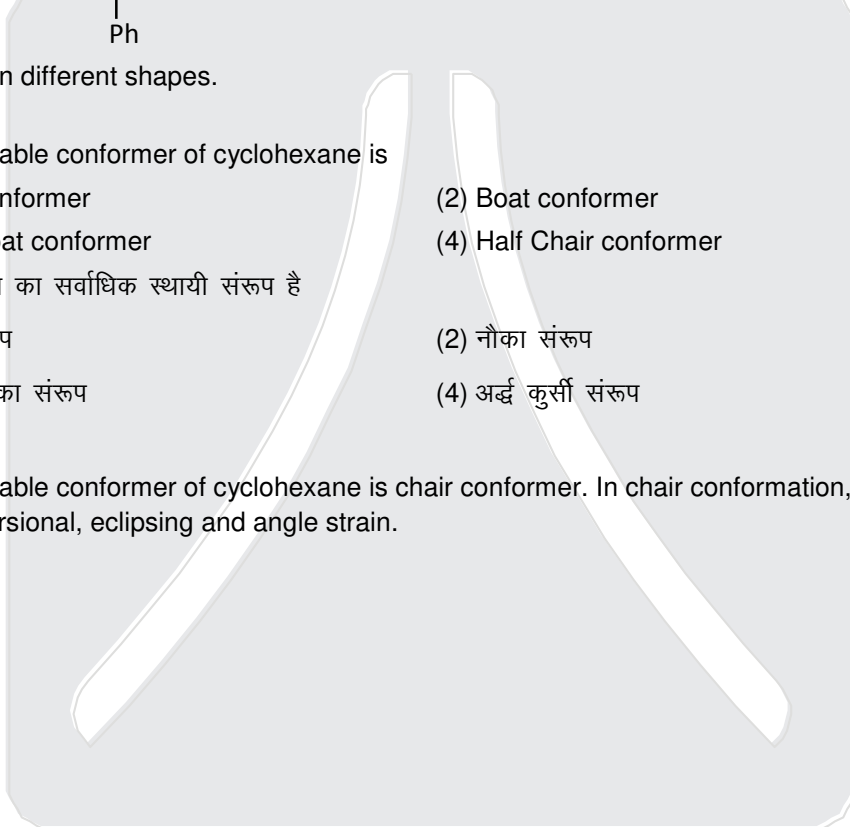 Ph
n different shapes.
able conformer of cyclohexane is
nformer (2) Boat conformer
at conformer (4) Half Chair conformer
का सर्वाधिक स्थायी संरूप है
प (2) नौका संरूप
का संरूप (4) अर्द्ध कुर्सी संरूप
able conformer of cyclohexane is chair conformer. In chair conformation,
rsional, eclipsing and angle strain.